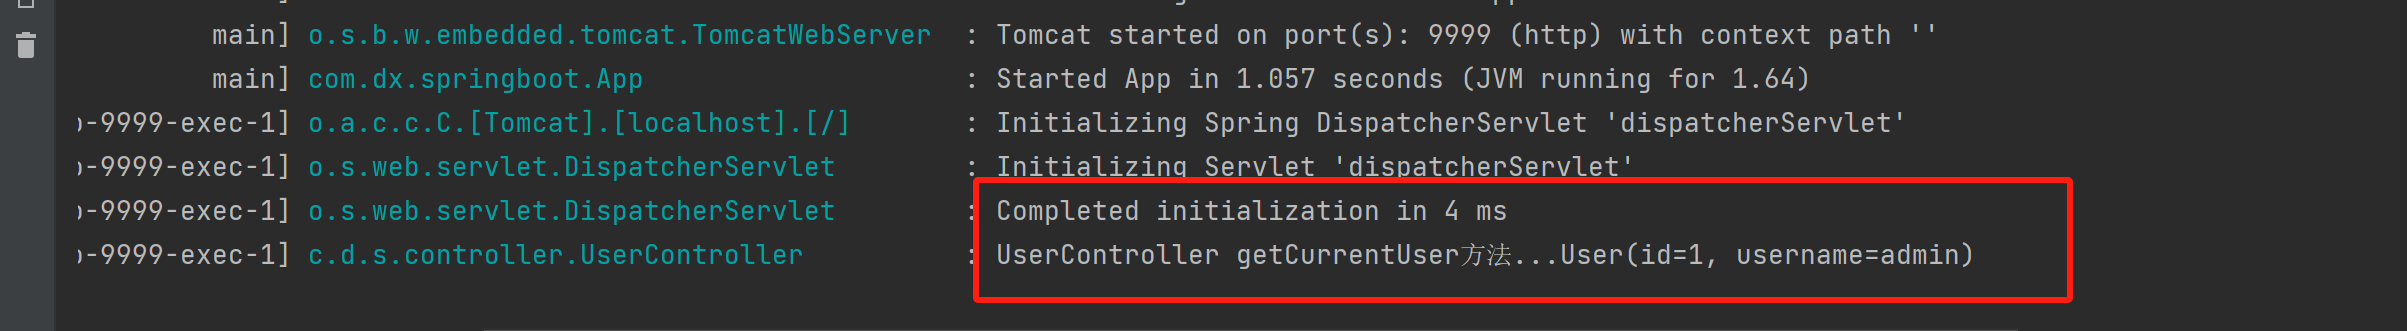 main] o.s.b.w.embedded.tomcat.TomcatWebServer : Tomcat started on port(s): 9999 (http) with context path ''
main] com.dx.springboot.App : Started App in 1.057 seconds (JVM running for 1.64)
-9999-exec-1] o.a.c.c.C.[Tomcat].[localhost].[/] : Initializing Spring DispatcherServlet 'dispatcherServlet'
-9999-exec-1] o.s.web.servlet.DispatcherServlet : Initializing Servlet 'dispatcherServlet'
-9999-exec-1] o.s.web.servlet.DispatcherServlet : Completed initialization in 4 ms
-9999-exec-1] c.d.s.controller.UserController : UserController getCurrentUser方法...User(id=1, username=admin)